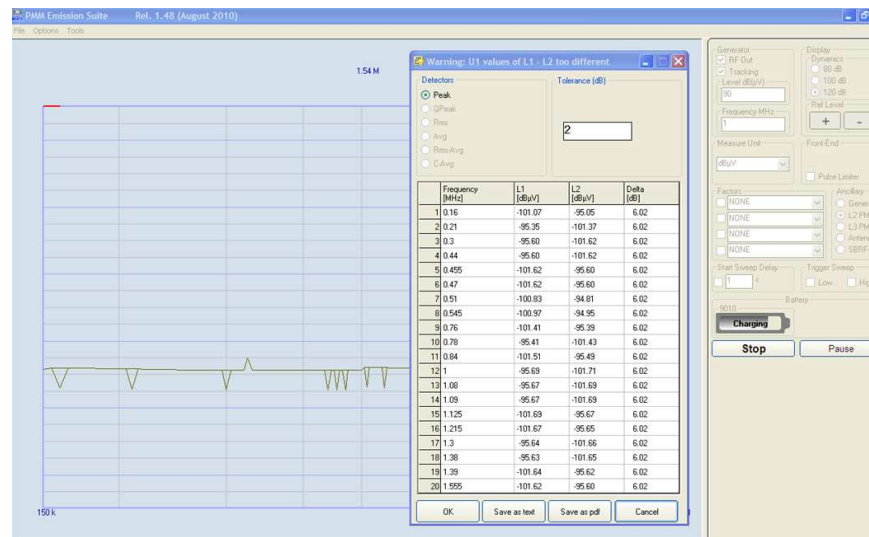 PMM Emission Suite Rel. 1.48 (August 2010)
File Options Tools
1.54 M
150 k
Warning: U1 values of L1 - L2 too different
Detectors
Peak
QPeak
Rms
Avg
Rms-Avg
C-Avg
Tolerance (dB)
2
Frequency [MHz] L1 [dBµV] L2 [dBµV] Delta [dB]
1 0.16 -101.07 -95.05 6.02
2 0.21 -95.35 -101.37 6.02
3 0.3 -95.60 -101.62 6.02
4 0.44 -95.60 -101.62 6.02
5 0.455 -101.62 -95.60 6.02
6 0.47 -101.62 -95.60 6.02
7 0.51 -100.83 -94.81 6.02
8 0.545 -100.97 -94.95 6.02
9 0.76 -101.41 -95.39 6.02
10 0.78 -95.41 -101.43 6.02
11 0.84 -101.51 -95.49 6.02
12 1 -95.69 -101.71 6.02
13 1.08 -95.67 -101.69 6.02
14 1.09 -95.67 -101.69 6.02
15 1.125 -101.69 -95.67 6.02
16 1.215 -101.67 -95.65 6.02
17 1.3 -95.64 -101.66 6.02
18 1.38 -95.63 -101.65 6.02
19 1.39 -101.64 -95.62 6.02
20 1.555 -101.62 -95.60 6.02
OK Save as text Save as pdf Cancel
Generator
RF Out
Tracking
Level dB(µV)
90
Frequency MHz
1
Display
Dynamics
80 dB
100 dB
120 dB
Ref Level
+ -
Measure Unit
dBµV
Front-End
Pulse Limiter
Factors
NONE
NONE
NONE
NONE
Ancillary
L2 PM
L3 PM
Start Sweep Delay
1 s
Trigger Sweep
Low
Battery
9010
Charging
Stop Pause